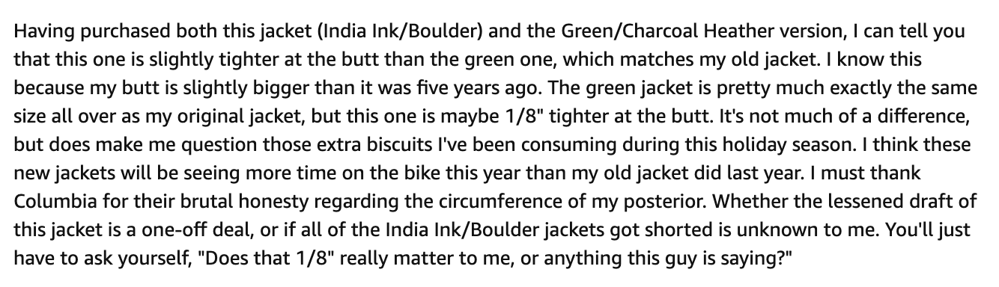 Having purchased both this jacket (India Ink/Boulder) and the Green/Charcoal Heather version, I can tell you
that this one is slightly tighter at the butt than the green one, which matches my old jacket. I know this
because my butt is slightly bigger than it was five years ago. The green jacket is pretty much exactly the same
size all over as my original jacket, but this one is maybe 1/8" tighter at the butt. It's not much of a difference,
but does make me question those extra biscuits I've been consuming during this holiday season. I think these
new jackets will be seeing more time on the bike this year than my old jacket did last year. I must thank
Columbia for their brutal honesty regarding the circumference of my posterior. Whether the lessened draft of
this jacket is a one-off deal, or if all of the India Ink/Boulder jackets got shorted is unknown to me. You'll just
have to ask yourself, "Does that 1/8" really matter to me, or anything this guy is saying?"